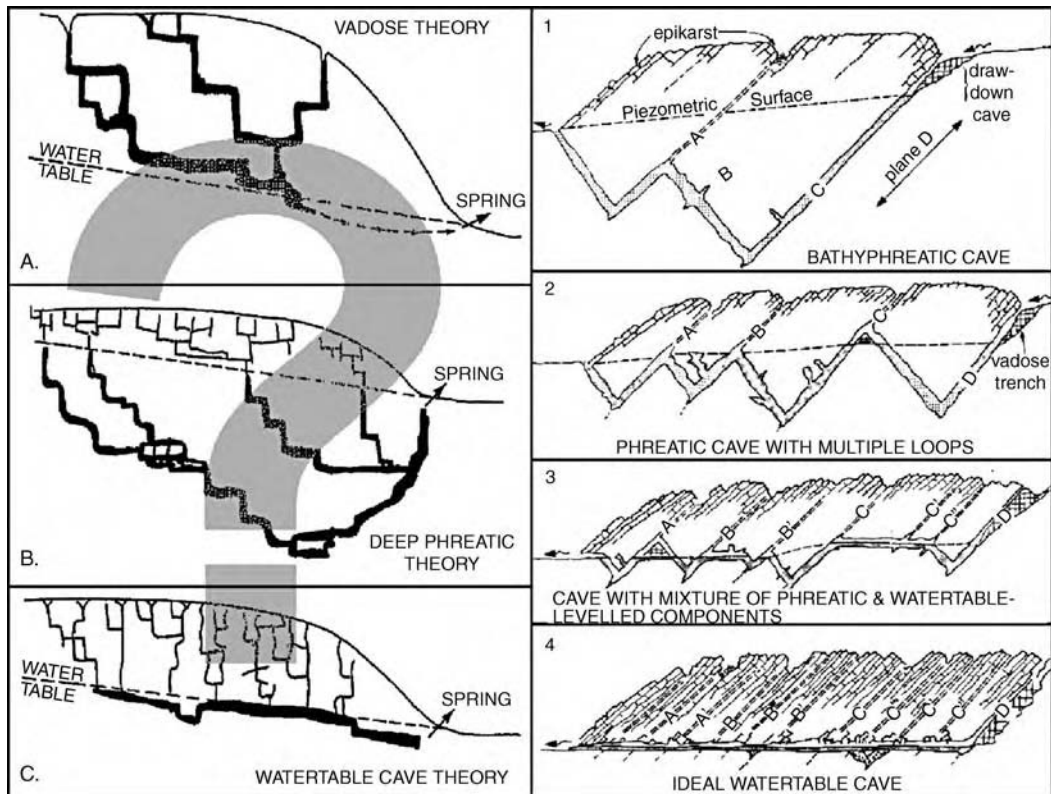 VADOSE THEORY
WATER
TABLE
SPRING
A.
SPRING
B.
DEEP PHREATIC
THEORY
WATER
TABLE
SPRING
C.
WATERTABLE CAVE THEORY
1
epikarst
draw-
down
cave
Piezometric Surface
A
B
C
plane D
BATHYPHREATIC CAVE
2
A
B
C
D
vadose
trench
PHREATIC CAVE WITH MULTIPLE LOOPS
3
A
B
B'
C
C'
C'
D
CAVE WITH MIXTURE OF PHREATIC & WATERTABLE-
LEVELLED COMPONENTS
4
A
A
B
B
C
C
C
C
D
IDEAL WATERTABLE CAVE